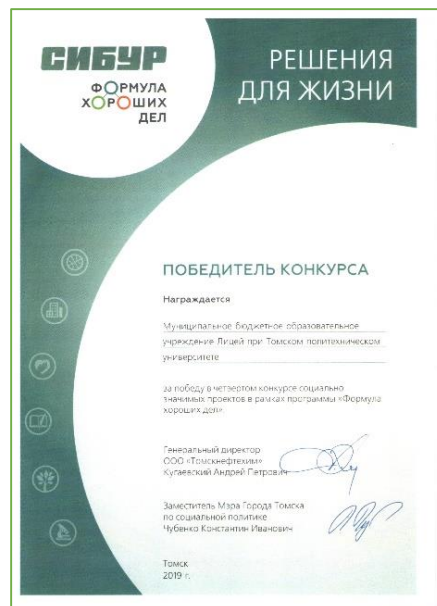 СИБУР
ФОРМУЛА
ХОРОШИХ
ДЕЛ
РЕШЕНИЯ
ДЛЯ ЖИЗНИ
ПОБЕДИТЕЛЬ КОНКУРСА
Награждается
Муниципальное бюджетное образовательное
учреждение Лицей при Томском политехническом
университете
за победу в четвертом конкурсе социально
значимых проектов в рамках программы «Формула
хороших дел»
Генеральный директор
ООО «Томскнефтехим»
Кугаевский Андрей Петрович
Заместитель Мэра Города Томска
по социальной политике
Чубенко Константин Иванович
Томск
2019 г.